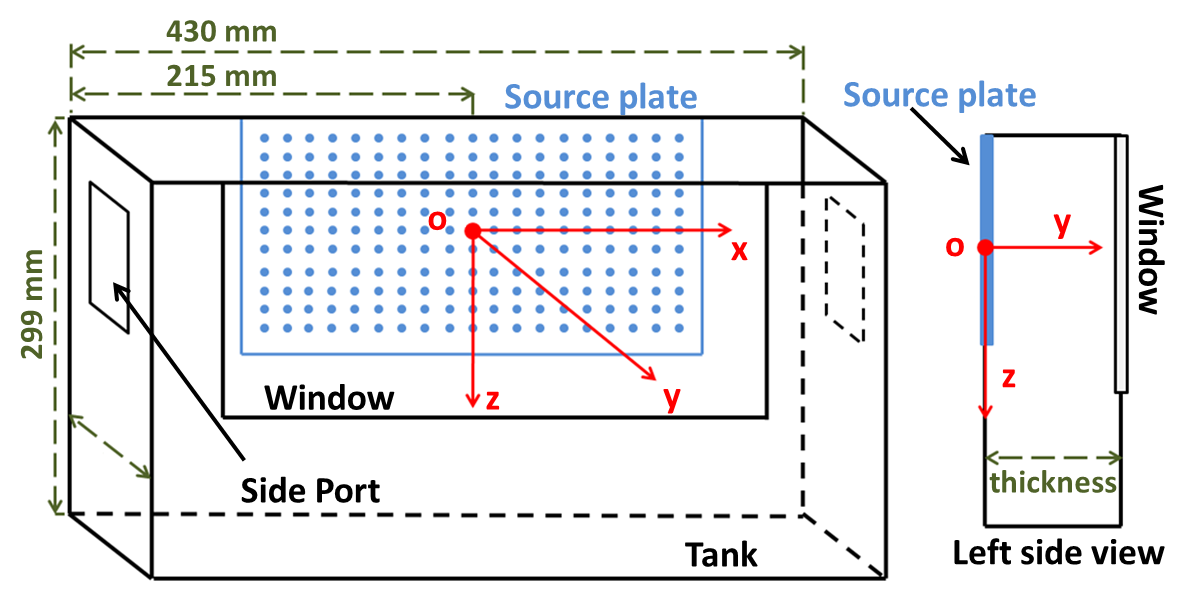 430 mm
215 mm
Source plate
Source plate
299 mm
o
x
y
z
Window
Side Port
Tank
o
y
z
Window
thickness
Left side view